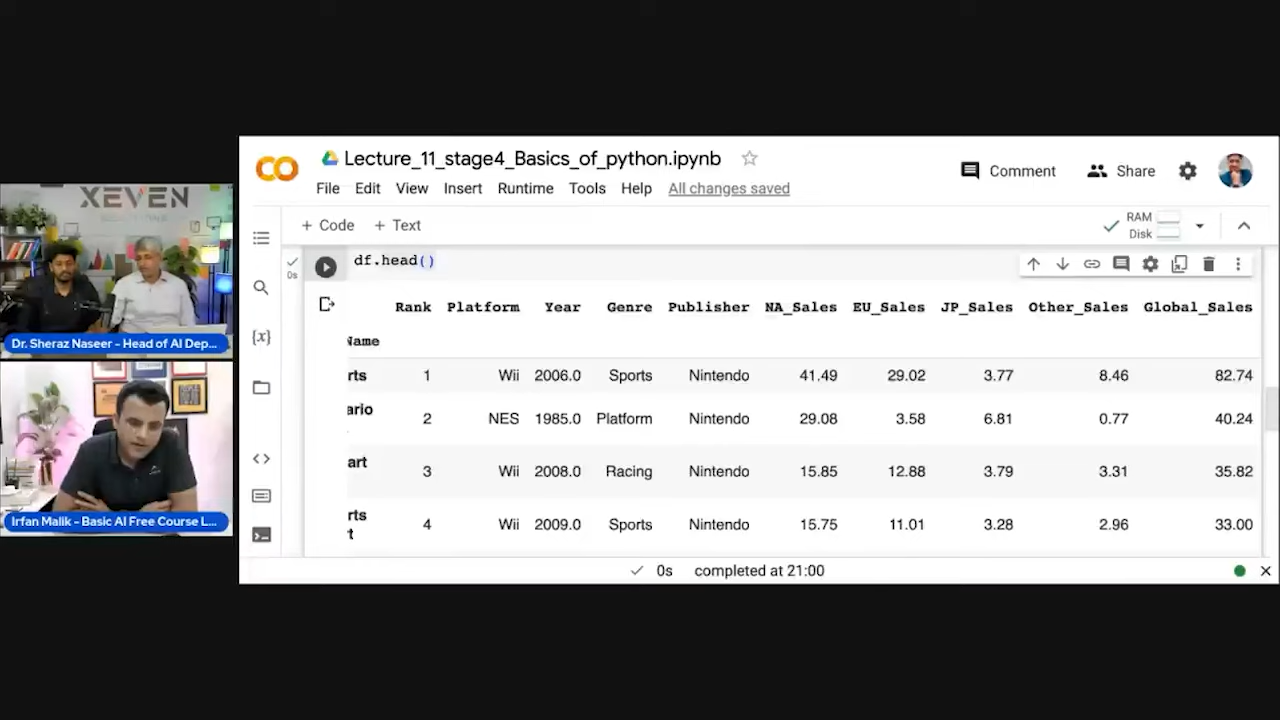 XEVEN
Dr. Sheraz Naseer - Head of AI Dep...
Irfan Malik - Basic AI Free Course L...
Lecture_11_stage4_Basics_of_python.ipynb
Comment
Share
File Edit View Insert Runtime Tools Help All changes saved
+ Code + Text
RAM
Disk
0s
df.head()
Rank Platform Year Genre Publisher NA_Sales EU_Sales JP_Sales Other_Sales Global_Sales
Name
rts 1 Wii 2006.0 Sports Nintendo 41.49 29.02 3.77 8.46 82.74
ario 2 NES 1985.0 Platform Nintendo 29.08 3.58 6.81 0.77 40.24
art 3 Wii 2008.0 Racing Nintendo 15.85 12.88 3.79 3.31 35.82
rts 4 Wii 2009.0 Sports Nintendo 15.75 11.01 3.28 2.96 33.00
t
0s completed at 21:00